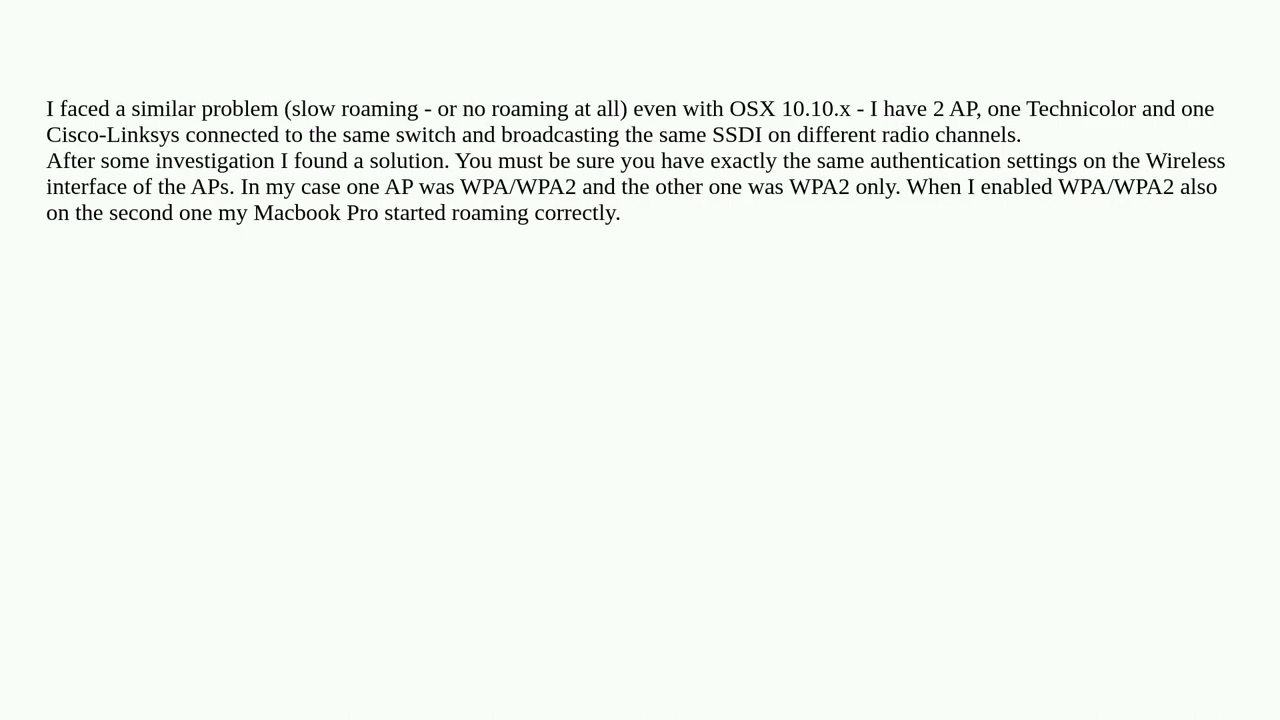 I faced a similar problem (slow roaming - or no roaming at all) even with OSX 10.10.x - I have 2 AP, one Technicolor and one
Cisco-Linksys connected to the same switch and broadcasting the same SSDI on different radio channels.
After some investigation I found a solution. You must be sure you have exactly the same authentication settings on the Wireless
interface of the APs. In my case one AP was WPA/WPA2 and the other one was WPA2 only. When I enabled WPA/WPA2 also
on the second one my Macbook Pro started roaming correctly.